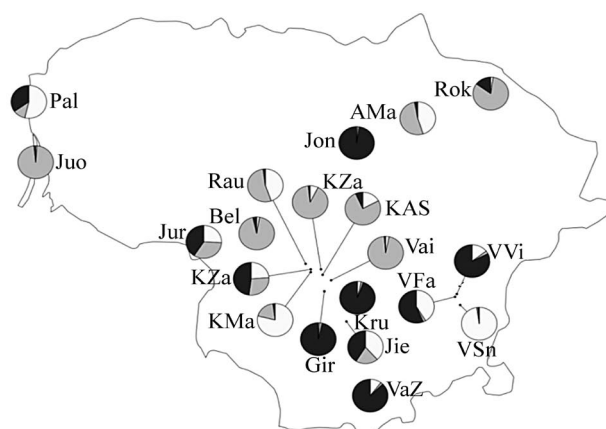 Rok
Pal
AMa
Jon
Juo
Rau
KZa
KAS
Bel
Jur
Vai
VVi
KZa
VFa
KMa
Kru
VSn
Gir
Jie
VaZ